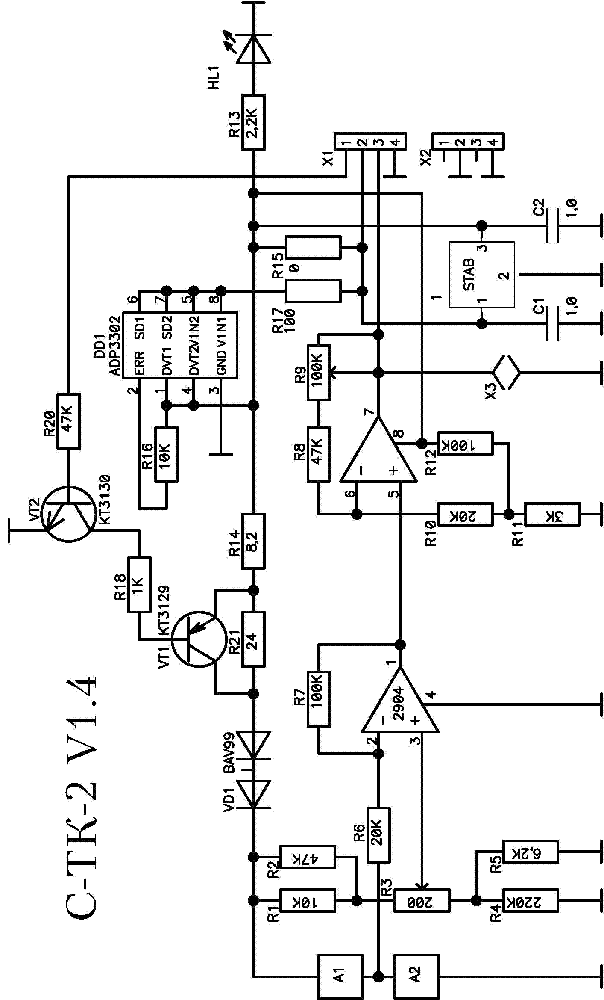 С-ТК-2 V1.4
VT2
KT3130
R20
47K
R18
1K
VT1
KT3129
DD1
ADP3302
ERR SD1
DVT1 SD2
DVT2 V1N2
GND V1N1
2
1
4
3
6
7
5
8
R16
10K
HL1
R13
2,2K
R14
8,2
R21
24
BAV99
VD1
R15
0
R17
100
X1
1
2
3
4
X2
1
2
3
4
R1
10K
R2
47K
R3
200
R4
220K
R5
6,2K
R6
20K
R7
100K
2904
2
3
1
4
-
+
R8
47K
R9
100K
6
5
7
8
-
+
R10
20K
R11
3K
R12
100K
X3
1
STAB
1
2
3
C1
1,0
C2
1,0
A1
A2